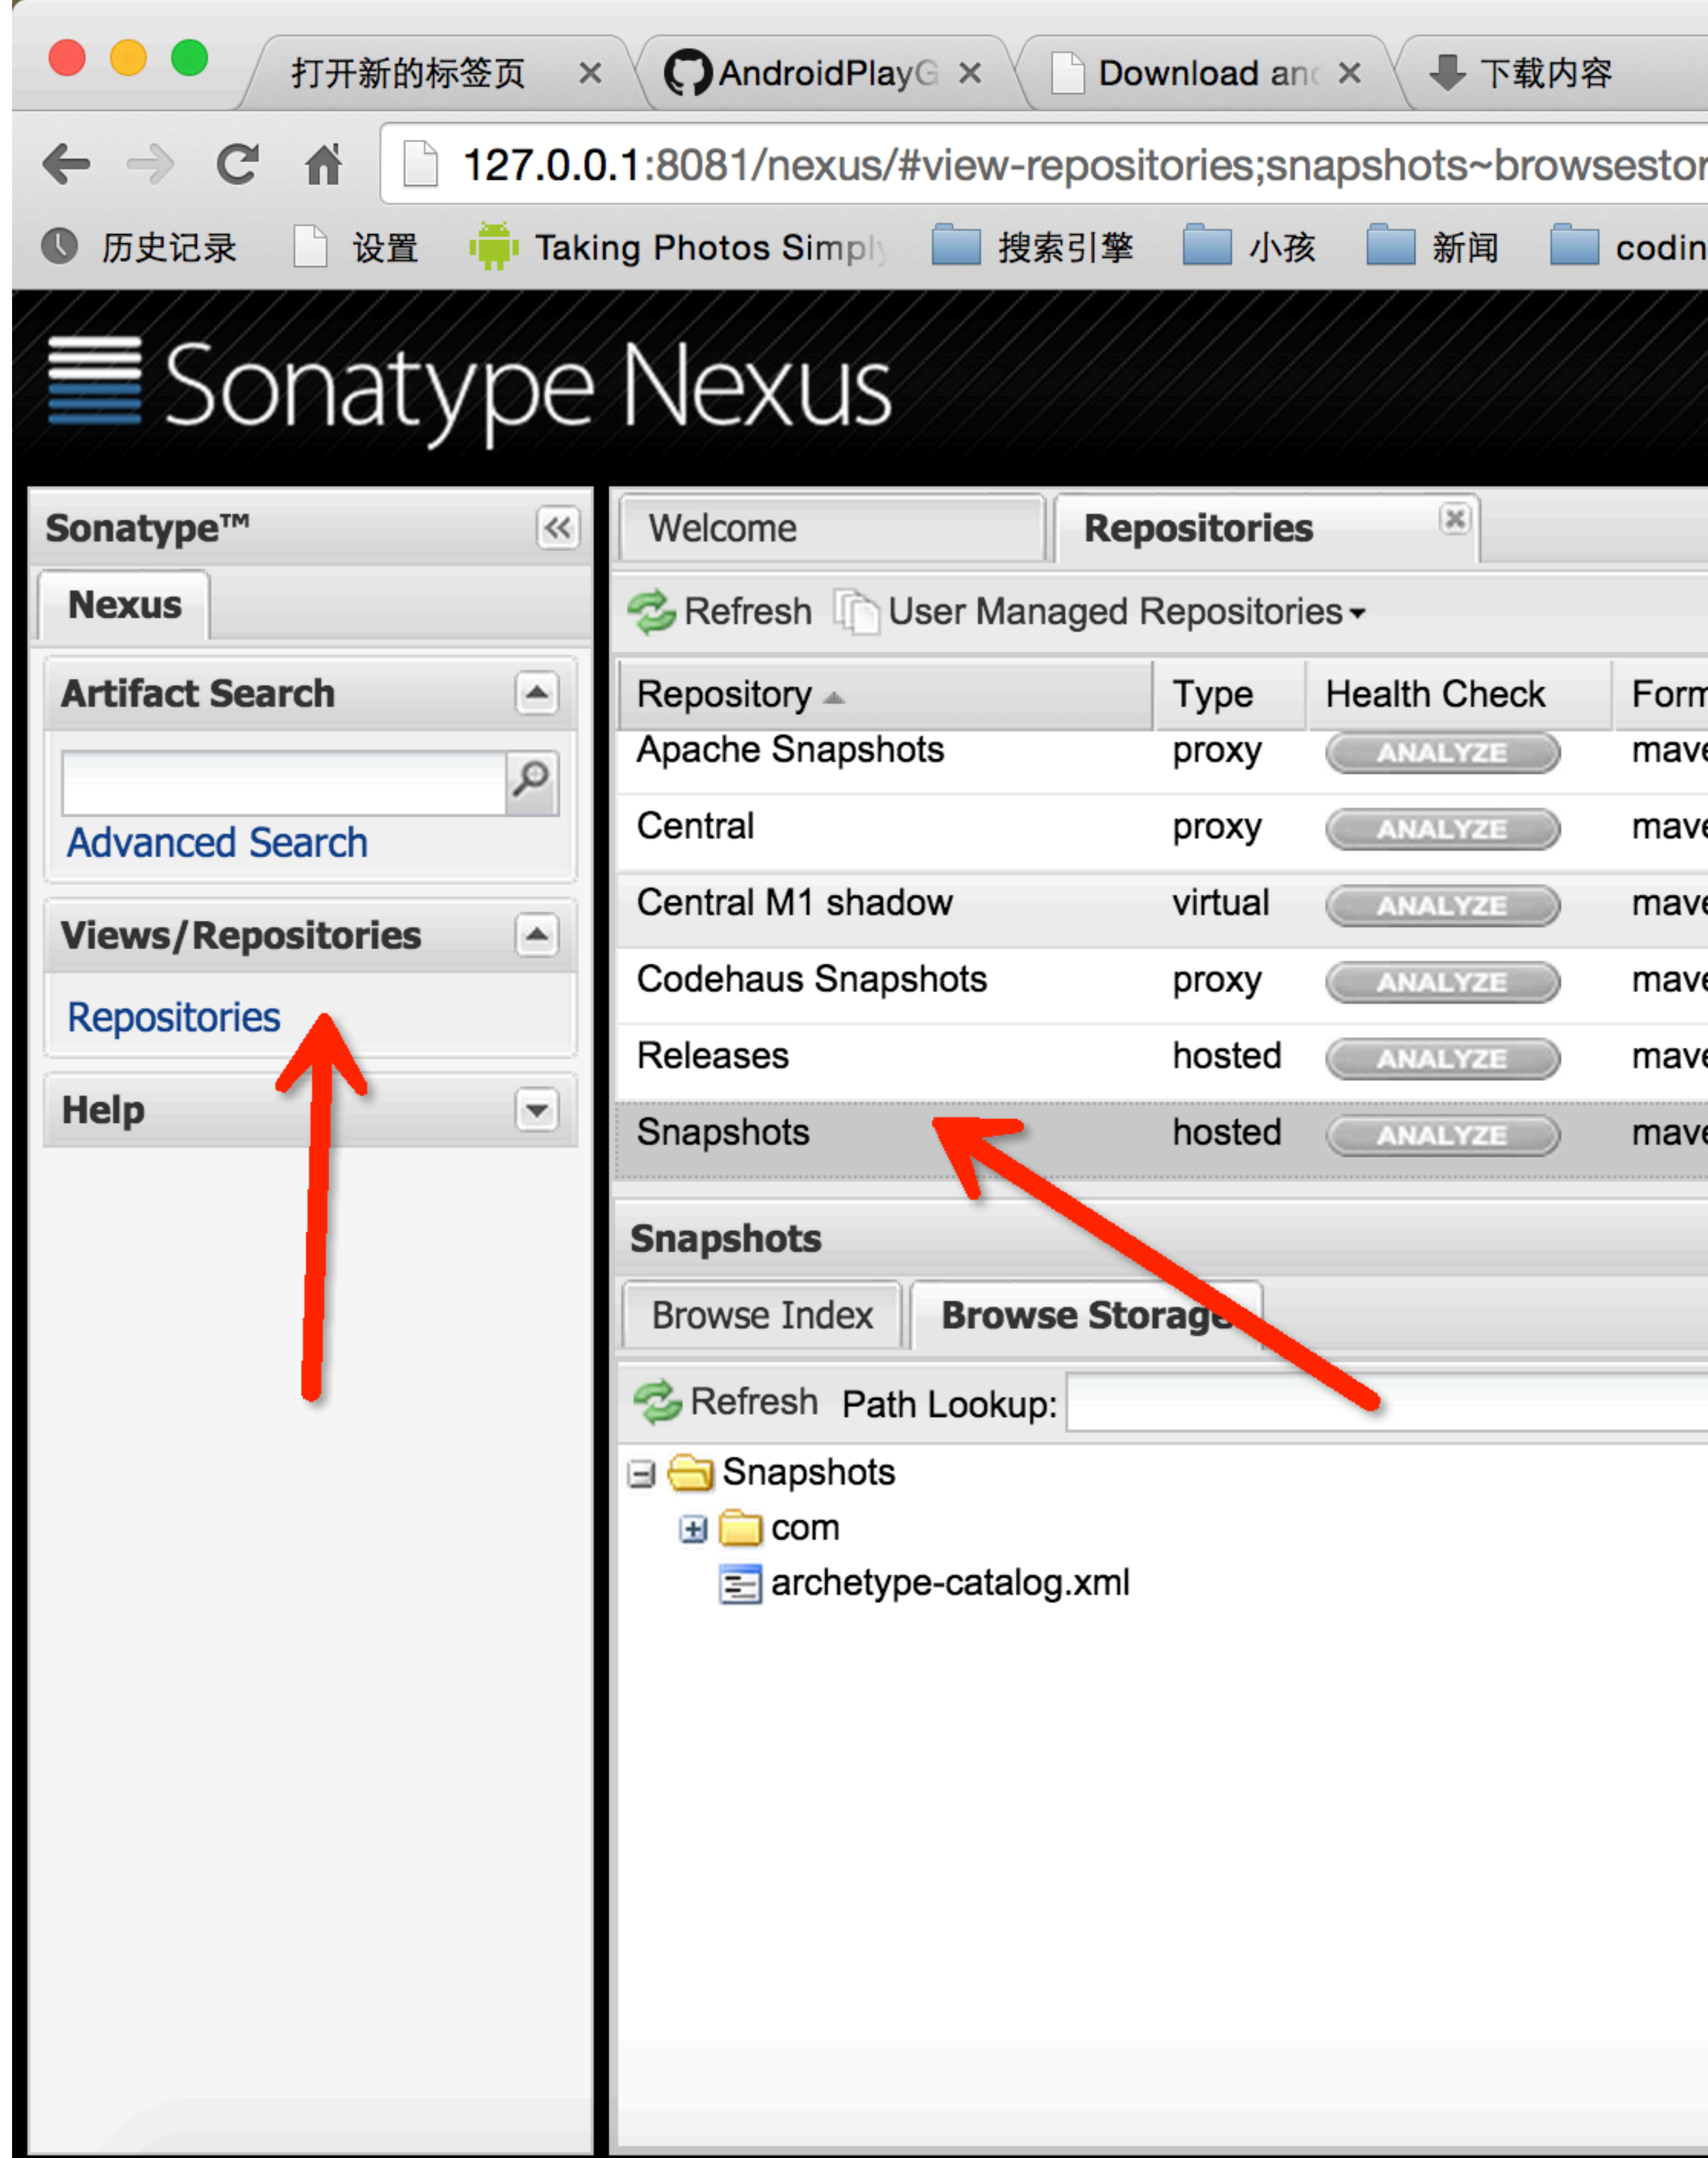 打开新的标签页
AndroidPlayG
Download and
下载内容
127.0.0.1:8081/nexus/#view-repositories;snapshots~browsestor
历史记录
设置
Taking Photos Simply
搜索引擎
小孩
新闻
codin
Sonatype Nexus
Sonatype™
Nexus
Artifact Search
Advanced Search
Views/Repositories
Repositories
Help
Welcome
Repositories
Refresh
User Managed Repositories
Repository Type Health Check Form
Apache Snapshots proxy ANALYZE mave
Central proxy ANALYZE mave
Central M1 shadow virtual ANALYZE mave
Codehaus Snapshots proxy ANALYZE mave
Releases hosted ANALYZE mave
Snapshots hosted ANALYZE mave
Snapshots
Browse Index
Browse Storage
Refresh
Path Lookup:
Snapshots
com
archetype-catalog.xml